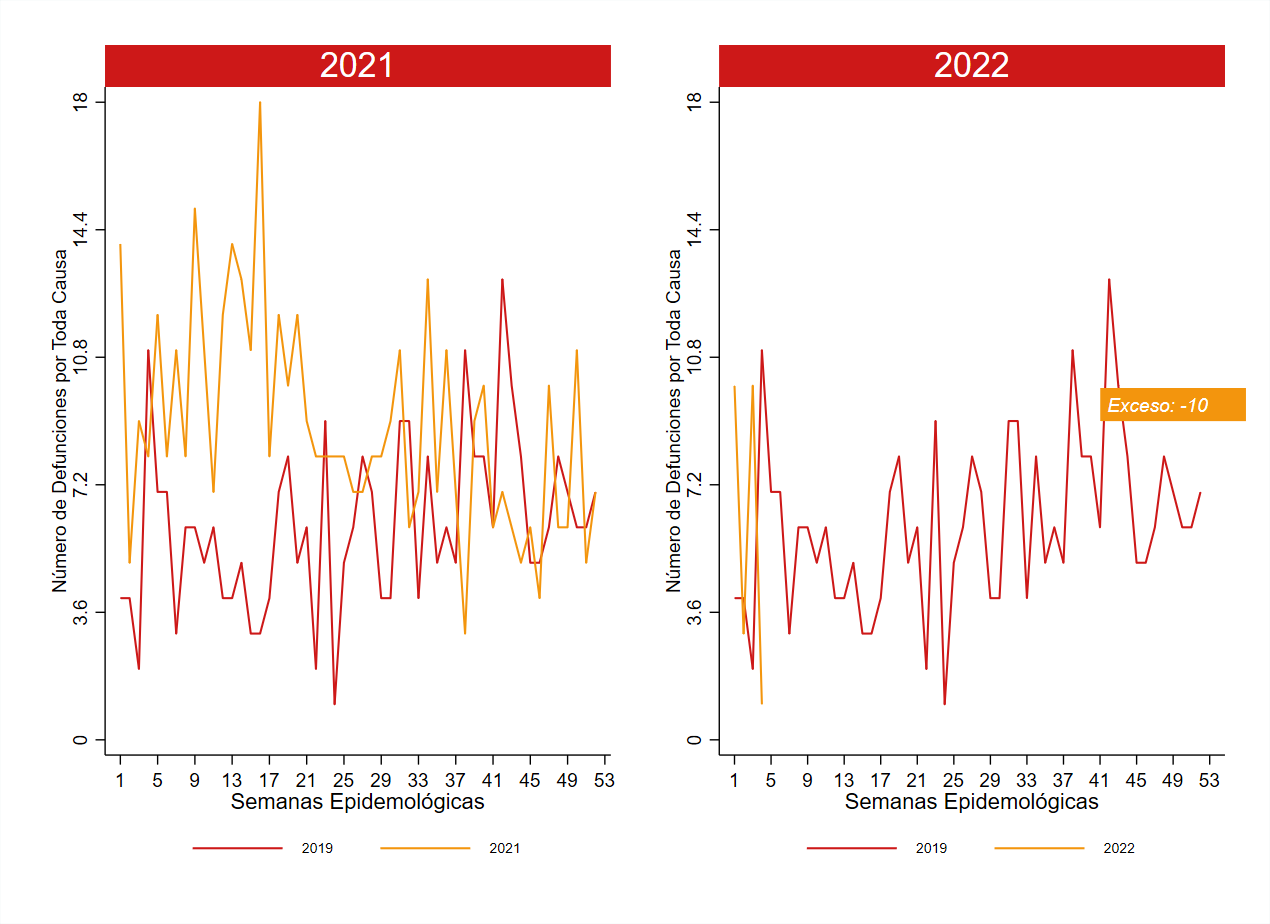 2021
Número de Defunciones por Toda Causa
18
14.4
10.8
7.2
3.6
0
1 5 9 13 17 21 25 29 33 37 41 45 49 53
Semanas Epidemológicas
2019 2021
2022
Número de Defunciones por Toda Causa
18
14.4
10.8
7.2
3.6
0
Exceso: -10
1 5 9 13 17 21 25 29 33 37 41 45 49 53
Semanas Epidemológicas
2019 2022